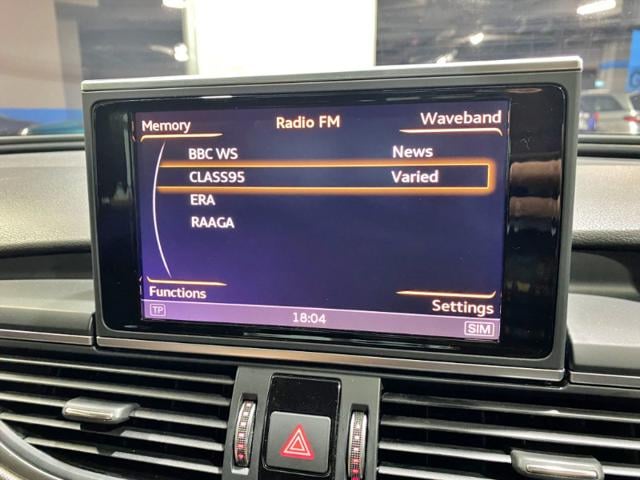 Memory Radio FM Waveband
BBC WS News
CLASS95 Varied
ERA
RAAGA
Functions Settings
TP 18:04 SIM